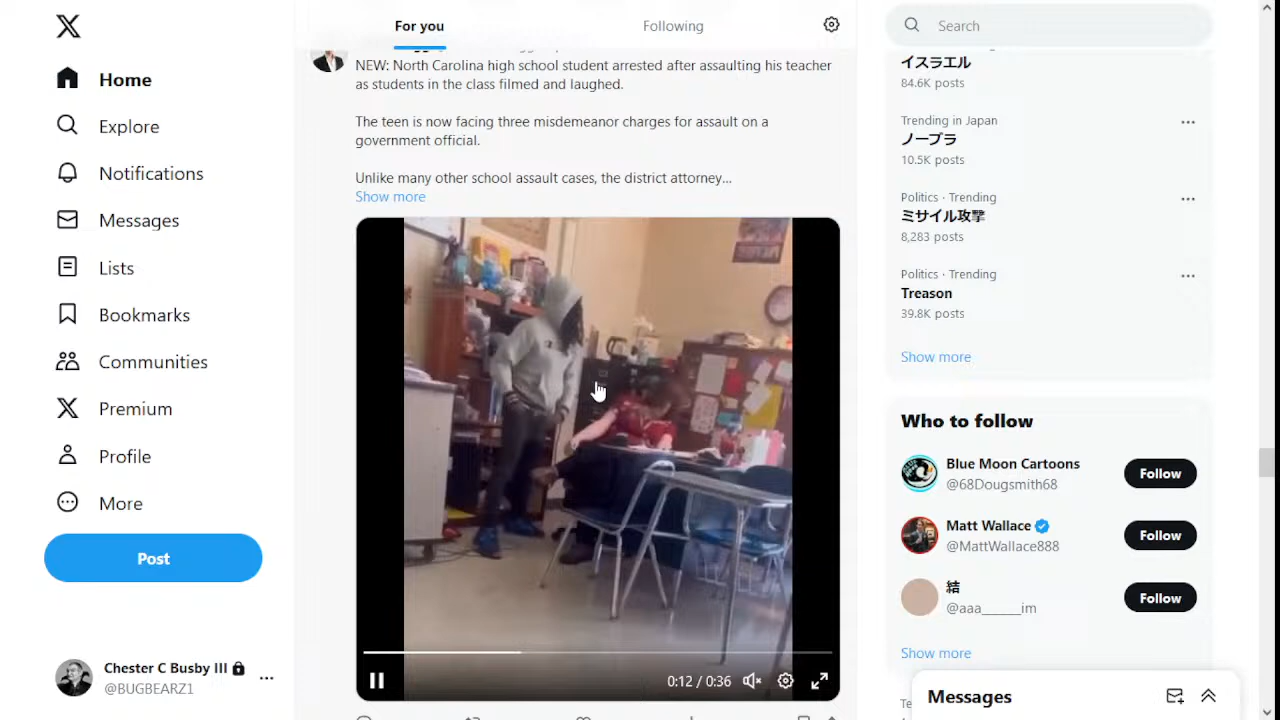 Home
Explore
Notifications
Messages
Lists
Bookmarks
Communities
Premium
Profile
More
Post
Chester C Busby III
@BUGBEARZ1
For you
Following
NEW: North Carolina high school student arrested after assaulting his teacher
as students in the class filmed and laughed.
The teen is now facing three misdemeanor charges for assault on a
government official.
Unlike many other school assault cases, the district attorney...
Show more
0:12 / 0:36
Search
イスラエル
84.6K posts
Trending in Japan
ノーブラ
10.5K posts
Politics · Trending
ミサイル攻撃
8,283 posts
Politics · Trending
Treason
39.8K posts
Show more
Who to follow
Blue Moon Cartoons
@68Dougsmith68
Follow
Matt Wallace
@MattWallace888
Follow
結
@aaa______im
Follow
Show more
Messages